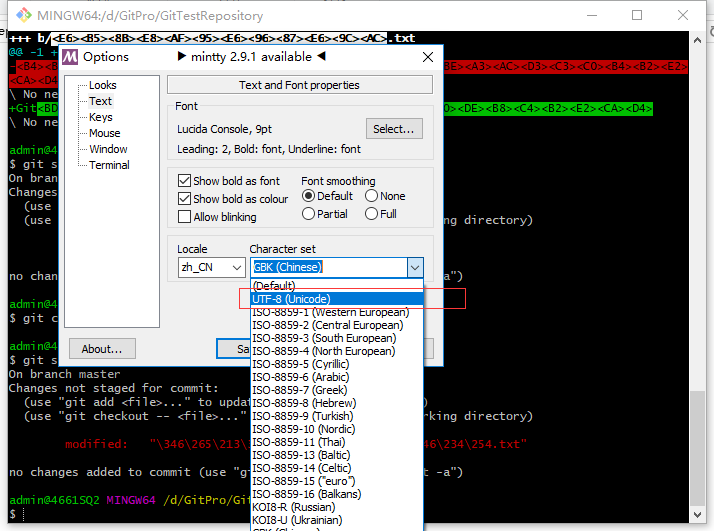 MINGW64:/d/GitPro/GitTestRepository
+++ b/<E6><B5><8B><E8><AF><95><E6><96><87><E6><9C><AC>.txt
@@ -1 +
Options
▶ mintty 2.9.1 available ◀
-<B4><B
BE><A3><AC><D3><C3><C0><B4><B2><E2>
<CA><D4>
\ No ne
+Git<BD
0><DE><B8><C4><B2><E2><CA><D4>
\ No ne
Looks
Text
Keys
Mouse
Window
Terminal
Text and Font properties
Font
Lucida Console, 9pt
Select...
Leading: 2, Bold: font, Underline: font
Show bold as font
Show bold as colour
Allow blinking
Font smoothing
Default
None
Partial
Full
Locale
Character set
zh_CN
GBK (Chinese)
(Default)
UTF-8 (Unicode)
ISO-8859-1 (Western European)
ISO-8859-2 (Central European)
ISO-8859-3 (South European)
ISO-8859-4 (North European)
ISO-8859-5 (Cyrillic)
ISO-8859-6 (Arabic)
ISO-8859-7 (Greek)
ISO-8859-8 (Hebrew)
ISO-8859-9 (Turkish)
ISO-8859-10 (Nordic)
ISO-8859-11 (Thai)
ISO-8859-13 (Baltic)
ISO-8859-14 (Celtic)
ISO-8859-15 ("euro")
ISO-8859-16 (Balkans)
KOI8-R (Russian)
KOI8-U (Ukrainian)
About...
Sa
admin@4
$ git s
On branch
Changes
(use
(use
ng directory)
no chan
a")
admin@4
$ git c
admin@4
$ git s
On branch master
Changes not staged for commit:
(use "git add <file>..." to updat
)
(use "git checkout -- <file>..."
rking directory)
modified: "\346\265\213\
46\234\254.txt"
no changes added to commit (use "gi
t -a")
admin@4661SQ2 MINGW64 /d/GitPro/Gi
$